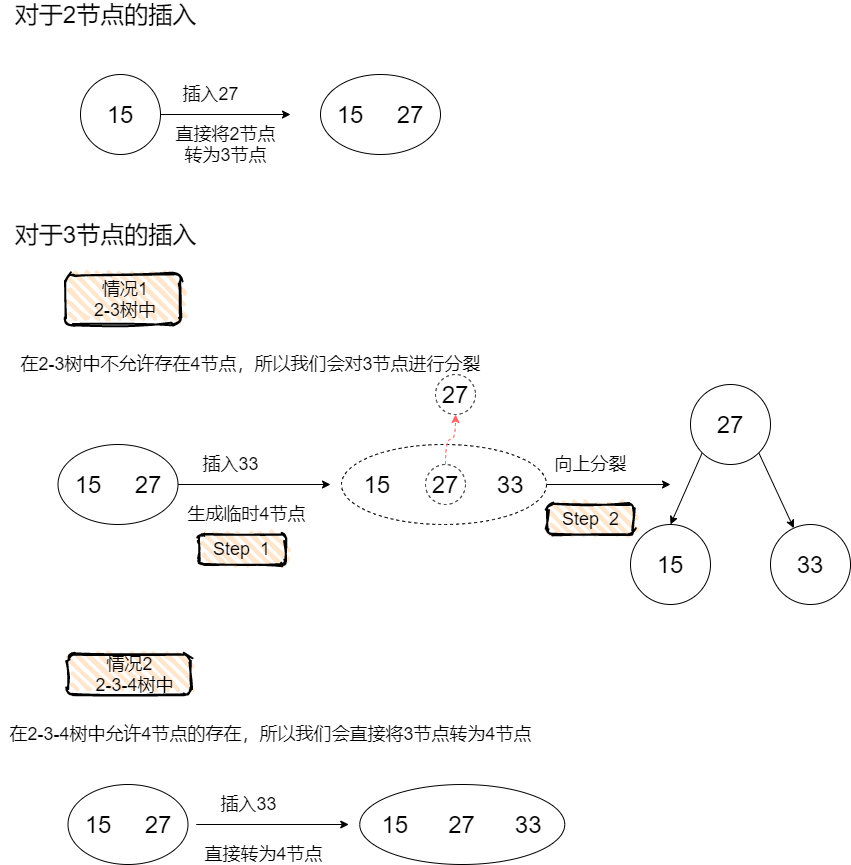 对于2节点的插入
15
插入27
直接将2节点
转为3节点
15 27
对于3节点的插入
情况1
2-3树中
在2-3树中不允许存在4节点，所以我们会对3节点进行分裂
27
15 27
插入33
生成临时4节点
Step 1
15 27 33
向上分裂
Step 2
27
15
33
情况2
2-3-4树中
在2-3-4树中允许4节点的存在，所以我们会直接将3节点转为4节点
15 27
插入33
直接转为4节点
15 27 33